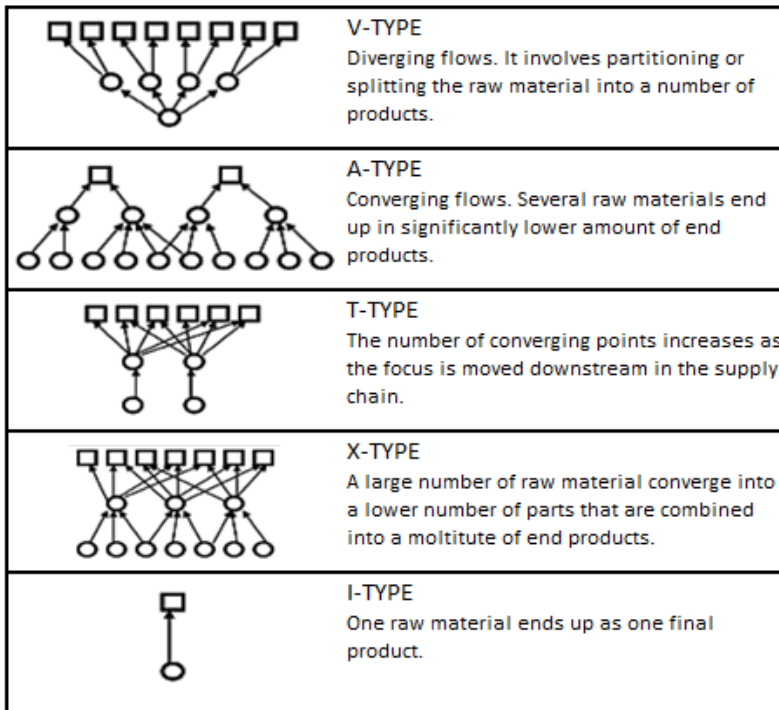 V-TYPE
Diverging flows. It involves partitioning or
splitting the raw material into a number of
products.
A-TYPE
Converging flows. Several raw materials end
up in significantly lower amount of end
products.
T-TYPE
The number of converging points increases as
the focus is moved downstream in the supply
chain.
X-TYPE
A large number of raw material converge into
a lower number of parts that are combined
into a moltitute of end products.
I-TYPE
One raw material ends up as one final
product.